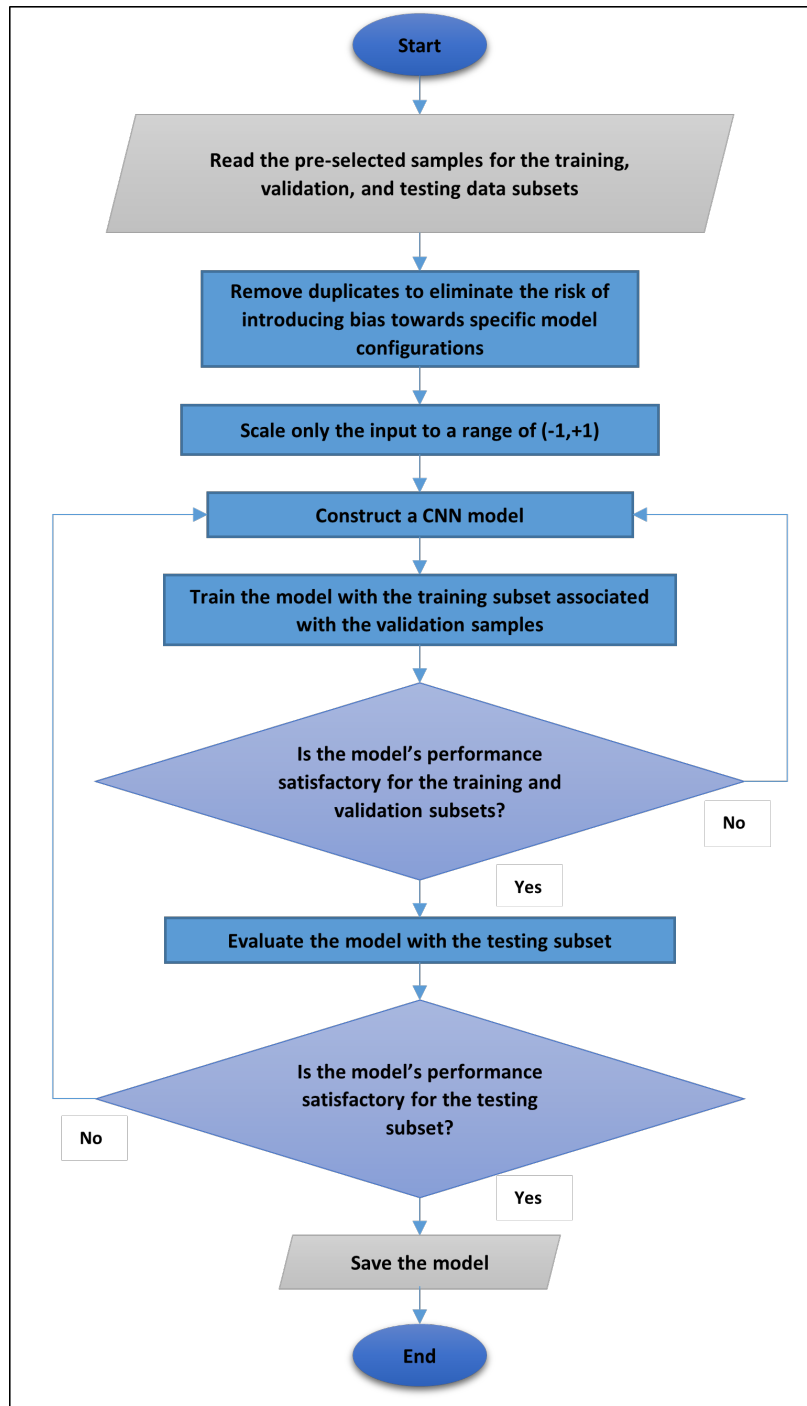 Start
Read the pre-selected samples for the training,
validation, and testing data subsets
Remove duplicates to eliminate the risk of
introducing bias towards specific model
configurations
Scale only the input to a range of (-1,+1)
Construct a CNN model
Train the model with the training subset associated
with the validation samples
Is the model’s performance
satisfactory for the training and
validation subsets?
No
Yes
Evaluate the model with the testing subset
Is the model’s performance
satisfactory for the testing
subset?
No
Yes
Save the model
End